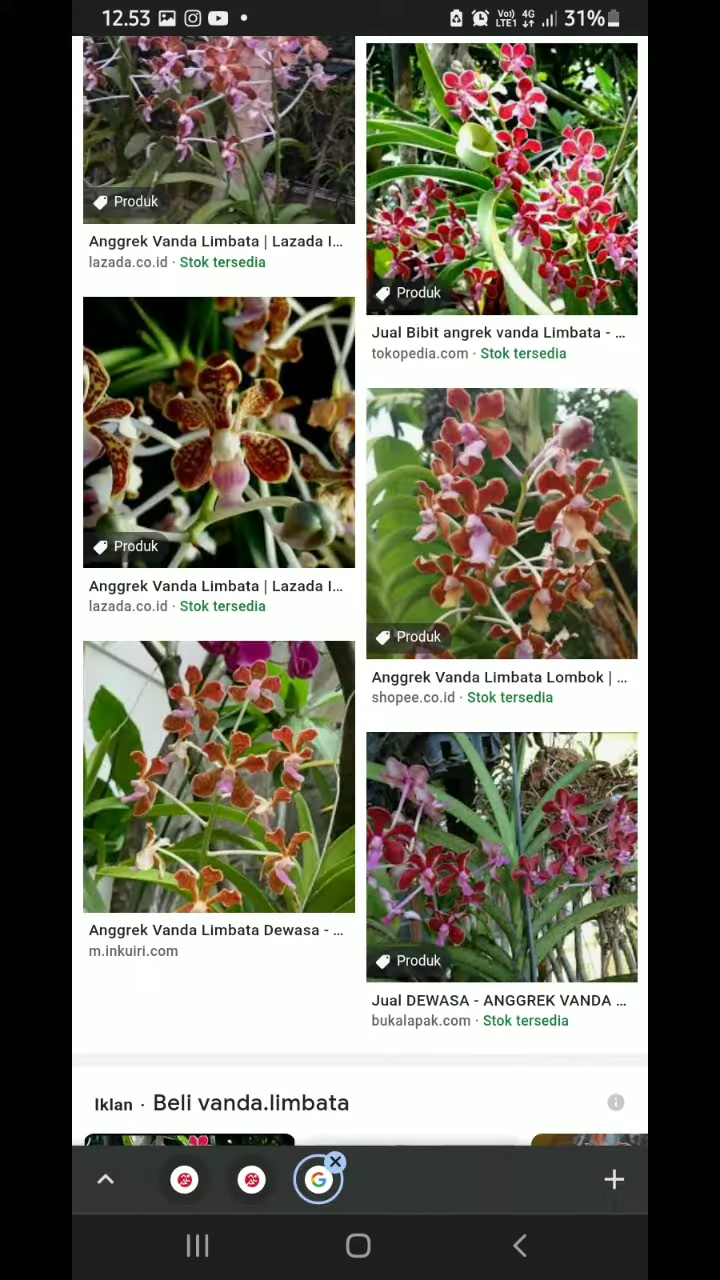 12.53
Vo)) LTE1 4G 31%
Produk
Anggrek Vanda Limbata | Lazada I...
lazada.co.id · Stok tersedia
Produk
Jual Bibit angrek vanda Limbata - ...
tokopedia.com · Stok tersedia
Produk
Anggrek Vanda Limbata | Lazada I...
lazada.co.id · Stok tersedia
Produk
Anggrek Vanda Limbata Lombok | ...
shopee.co.id · Stok tersedia
Anggrek Vanda Limbata Dewasa - ...
m.inkuiri.com
Produk
Jual DEWASA - ANGGREK VANDA ...
bukalapak.com · Stok tersedia
Iklan · Beli vanda.limbata